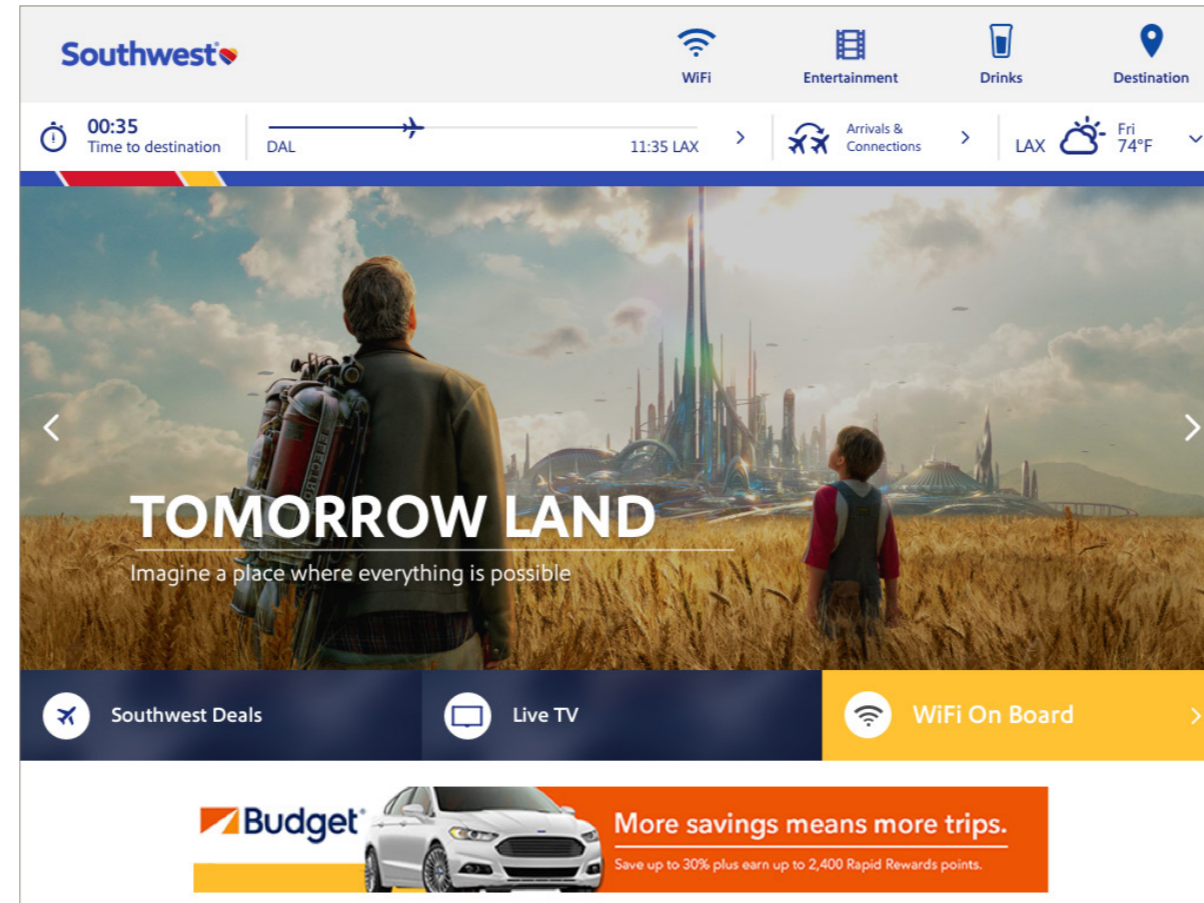 Southwest
WiFi
Entertainment
Drinks
Destination
00:35
Time to destination
DAL
11:35 LAX
Arrivals &
Connections
LAX
Fri
74°F
ELECTRO
TOMORROW LAND
Imagine a place where everything is possible
Southwest Deals
Live TV
WiFi On Board
Budget
More savings means more trips.
Save up to 30% plus earn up to 2,400 Rapid Rewards points.